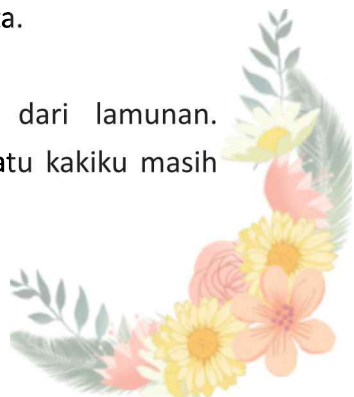 a.
dari lamunan.
atu kakiku masih